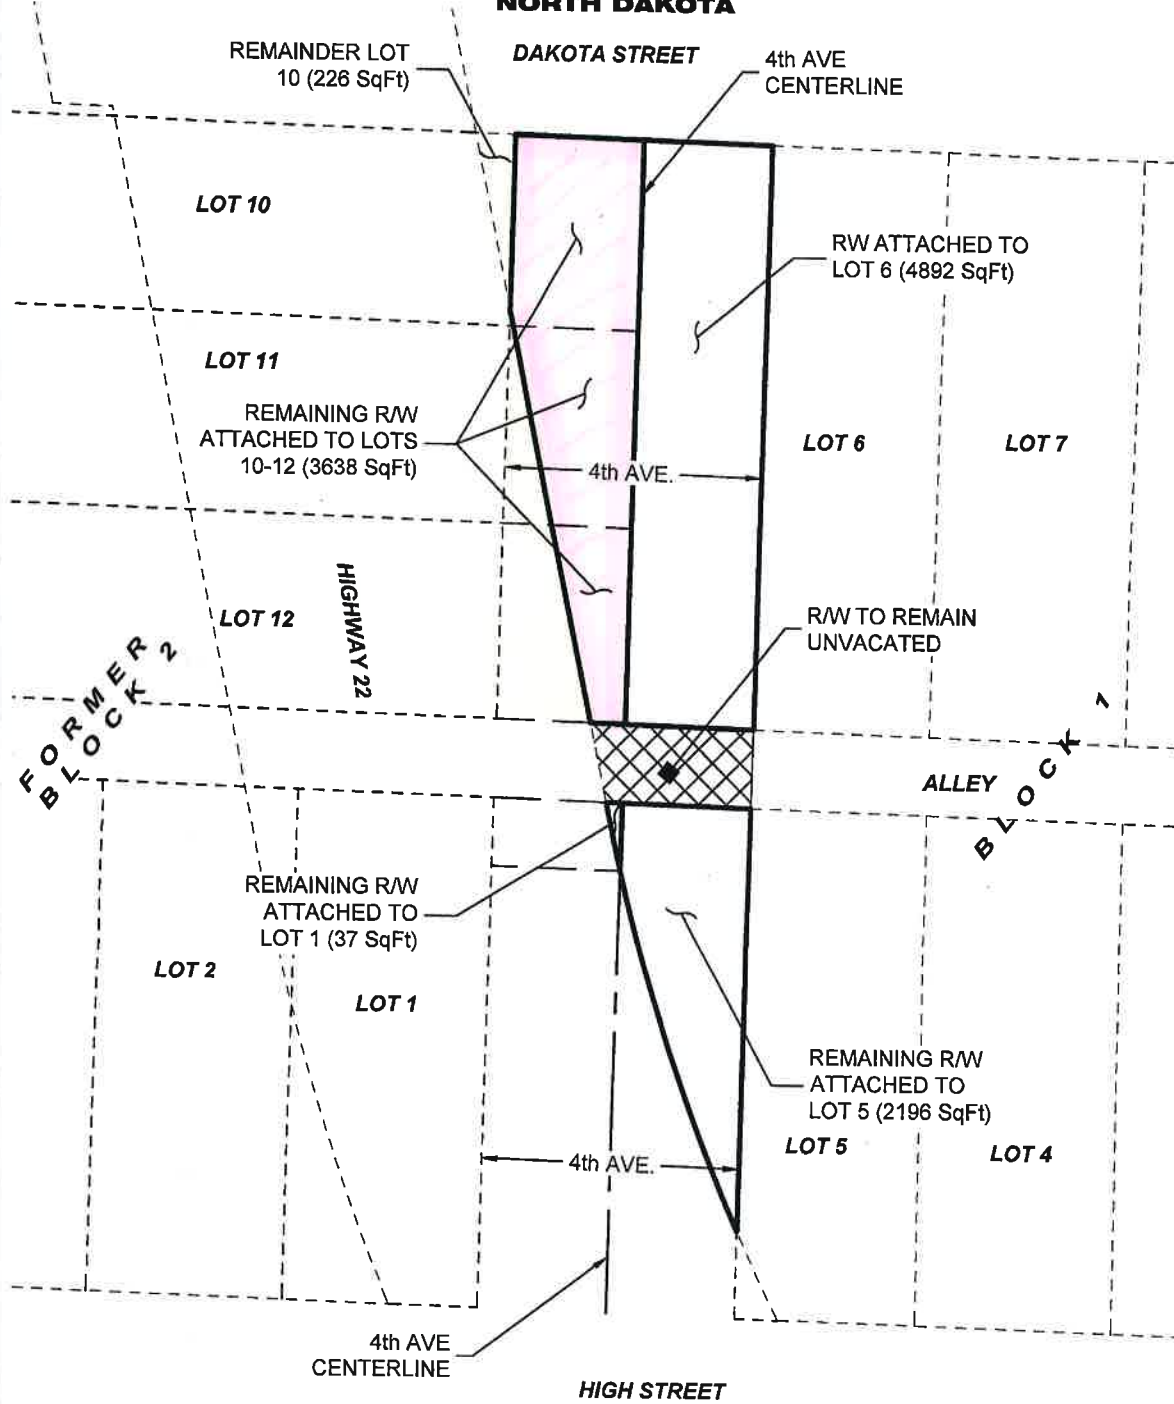 NORTH DAKOTA
DAKOTA STREET
REMAINDER LOT
10 (226 SqFt)
4th AVE
CENTERLINE
LOT 10
RW ATTACHED TO
LOT 6 (4892 SqFt)
LOT 11
REMAINING R/W
ATTACHED TO LOTS
10-12 (3638 SqFt)
4th AVE.
LOT 6
LOT 7
LOT 12
HIGHWAY 22
R/W TO REMAIN
UNVACATED
FORMER
BLOCK 2
ALLEY
BLOCK 1
REMAINING R/W
ATTACHED TO
LOT 1 (37 SqFt)
LOT 2
LOT 1
REMAINING R/W
ATTACHED TO
LOT 5 (2196 SqFt)
LOT 5
LOT 4
4th AVE.
4th AVE
CENTERLINE
HIGH STREET